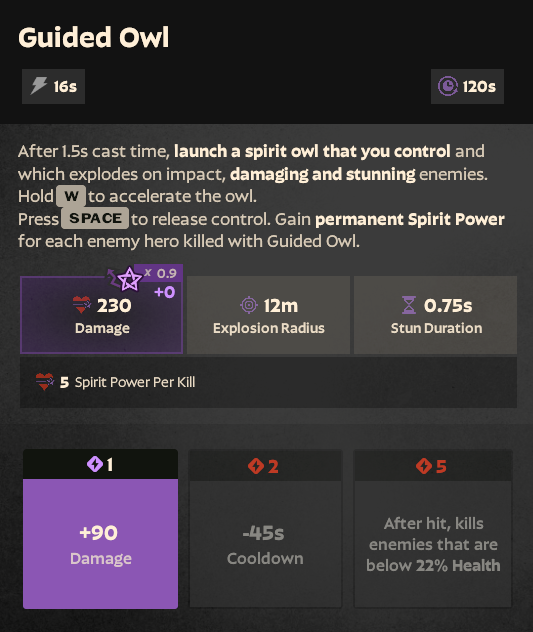 Guided Owl
16s
120s
After 1.5s cast time, launch a spirit owl that you control and
which explodes on impact, damaging and stunning enemies.
Hold W to accelerate the owl.
Press SPACE to release control. Gain permanent Spirit Power
for each enemy hero killed with Guided Owl.
x 0.9
+0
230
Damage
12m
Explosion Radius
0.75s
Stun Duration
5 Spirit Power Per Kill
1
+90
Damage
2
-45s
Cooldown
5
After hit, kills
enemies that are
below 22% Health